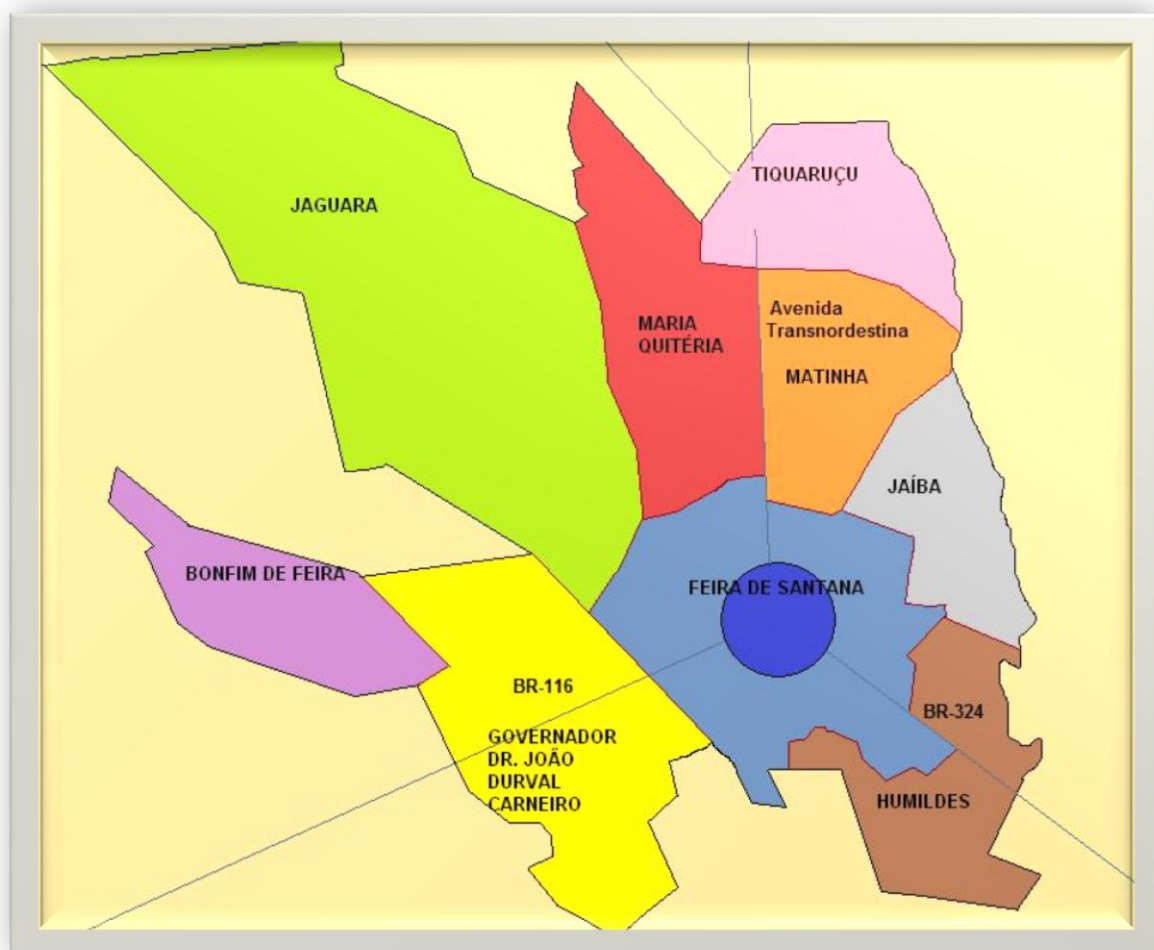 TIQUARUÇU
JAGUARA
Avenida
Transnordestina
MARIA
QUITÉRIA
MATINHA
JAÍBA
BONFIM DE FEIRA
FEIRA DE SANTANA
BR-116
BR-324
GOVERNADOR
DR. JOÃO
DURVAL
CARNEIRO
HUMILDES